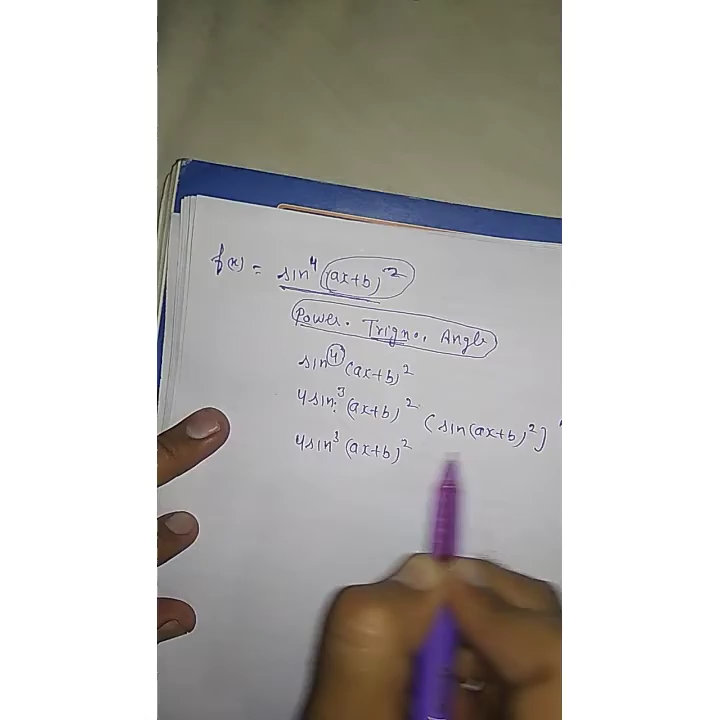 f(x) = sin⁴ (ax+b)²
Power. Trigno. Angle
sin⁴ (ax+b)²
4sin³ (ax+b)² (sin(ax+b)²)'
4sin³ (ax+b)²